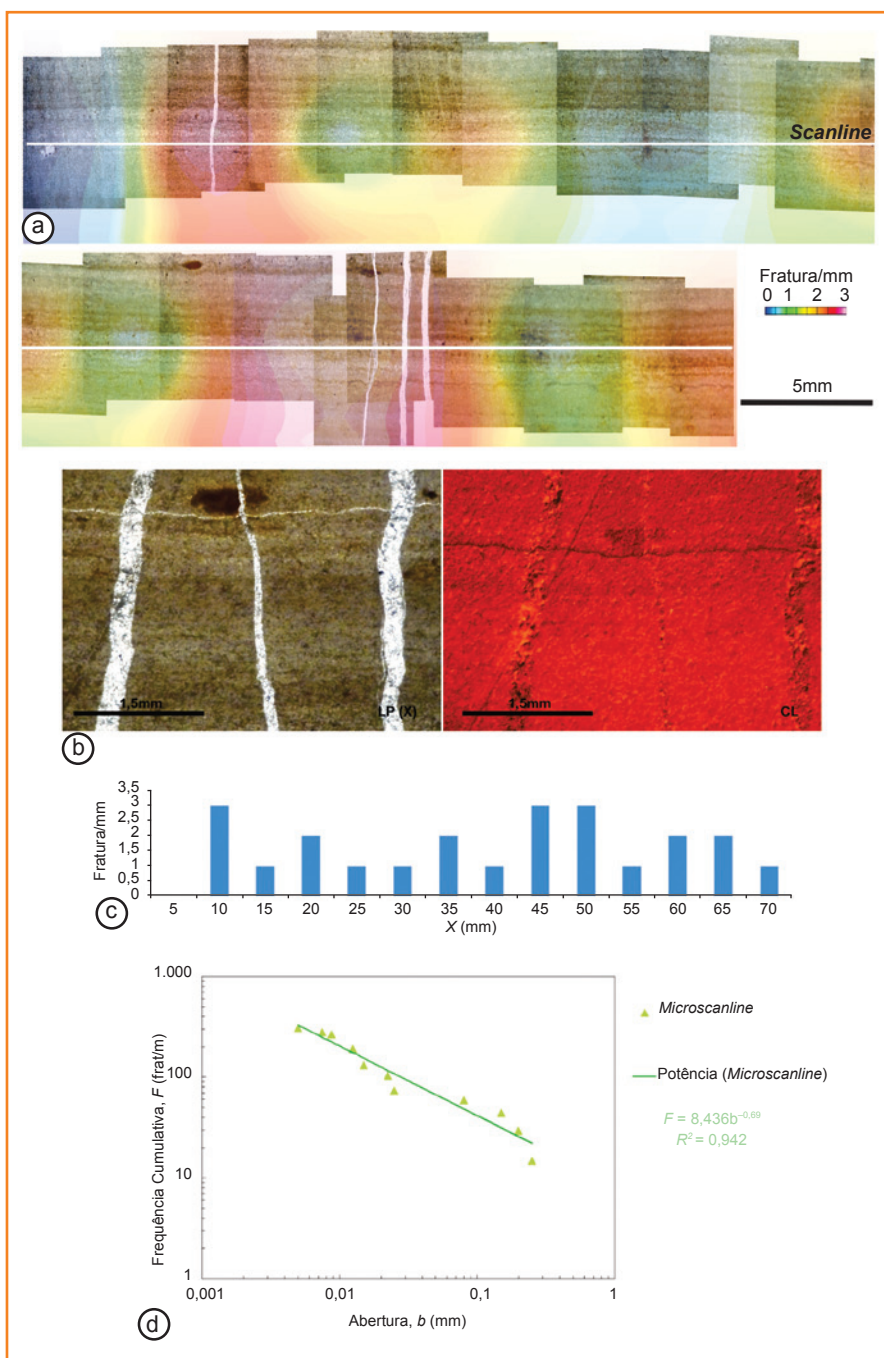 Scanline
a
Fratura/mm
0 1 2 3
5mm
1,5mm
LP (X)
1,5mm
CL
b
Fratura/mm
3,5
3
2,5
2
1,5
1
0,5
0
5 10 15 20 25 30 35 40 45 50 55 60 65 70
X (mm)
c
Frequência Cumulativa, F (frat/m)
1.000
100
10
1
0,001 0,01 0,1 1
Abertura, b (mm)
Microscanline
Potência (Microscanline)
F = 8,436b⁻⁰,⁶⁹
R² = 0,942
d